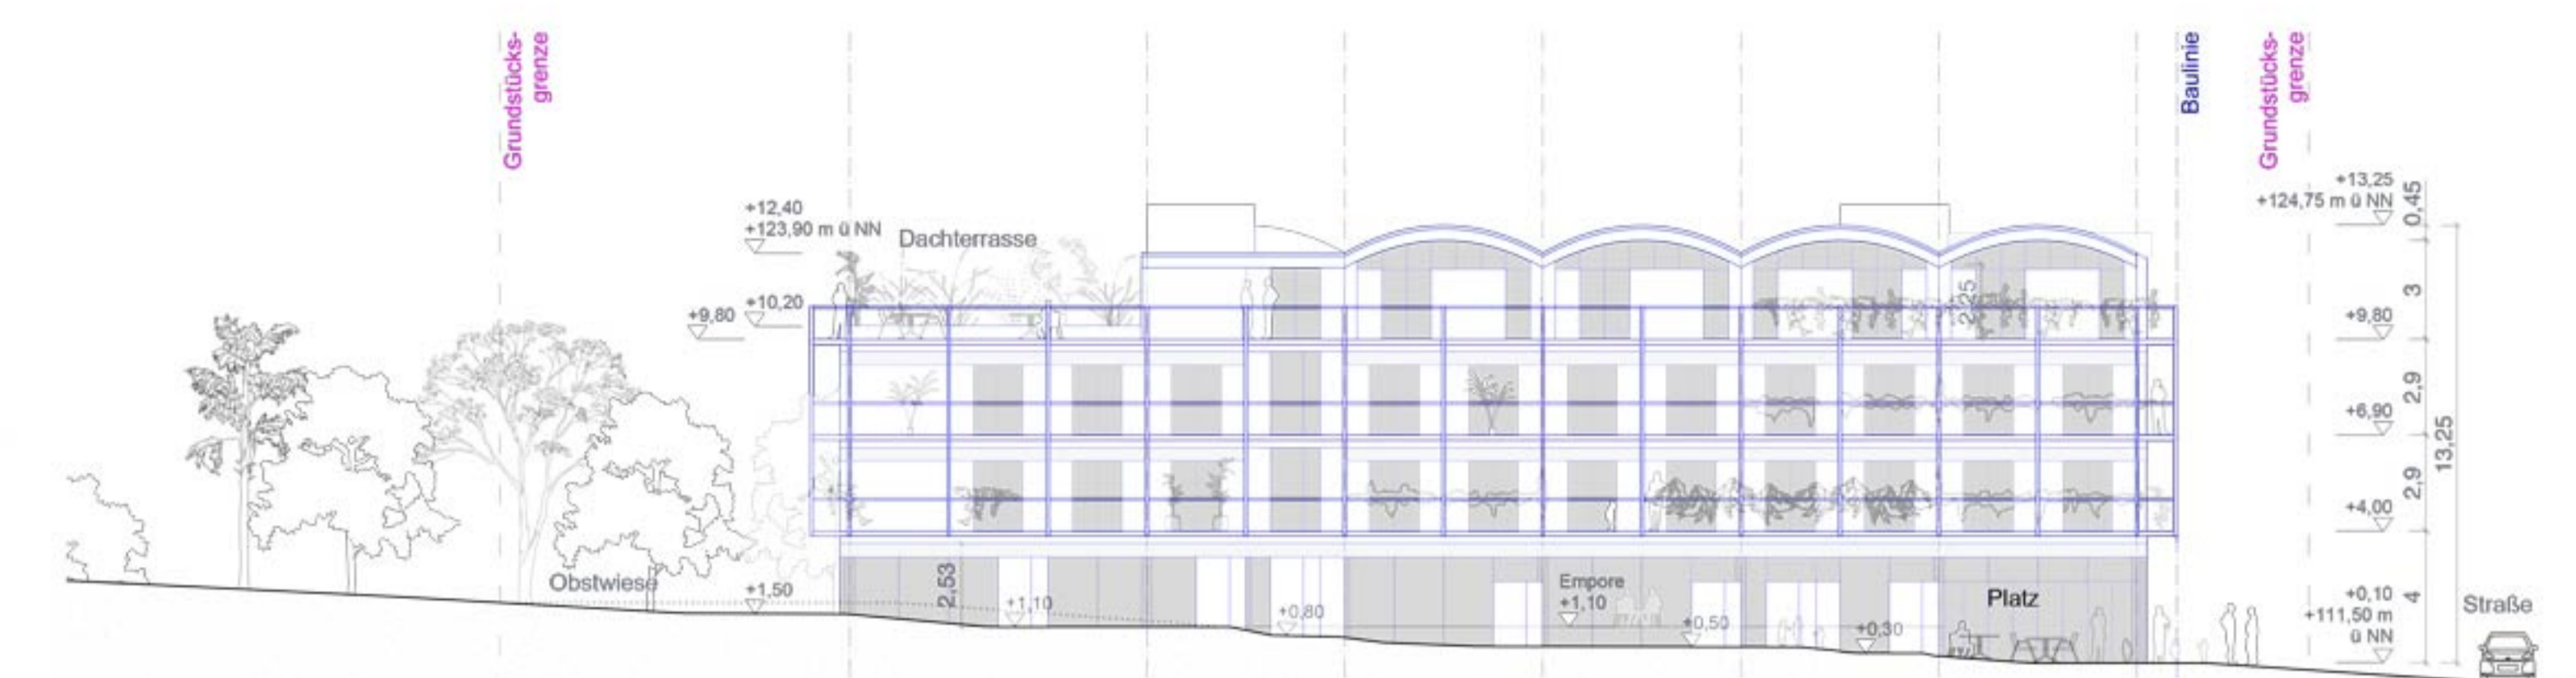 Grundstücks-
grenze
Baulinie
Grundstücks-
grenze
+12,40
+123,90 m ü NN
Dachterrasse
+10,20
+9,80
+13,25
+124,75 m ü NN
0,45
3
+9,80
2,9
+6,90
2,9
+4,00
4
13,25
+0,10
+111,50 m
ü NN
Straße
2,25
Obstwiese
+1,50
2,53
+1,10
+0,80
Empore
+1,10
+0,50
+0,30
Platz